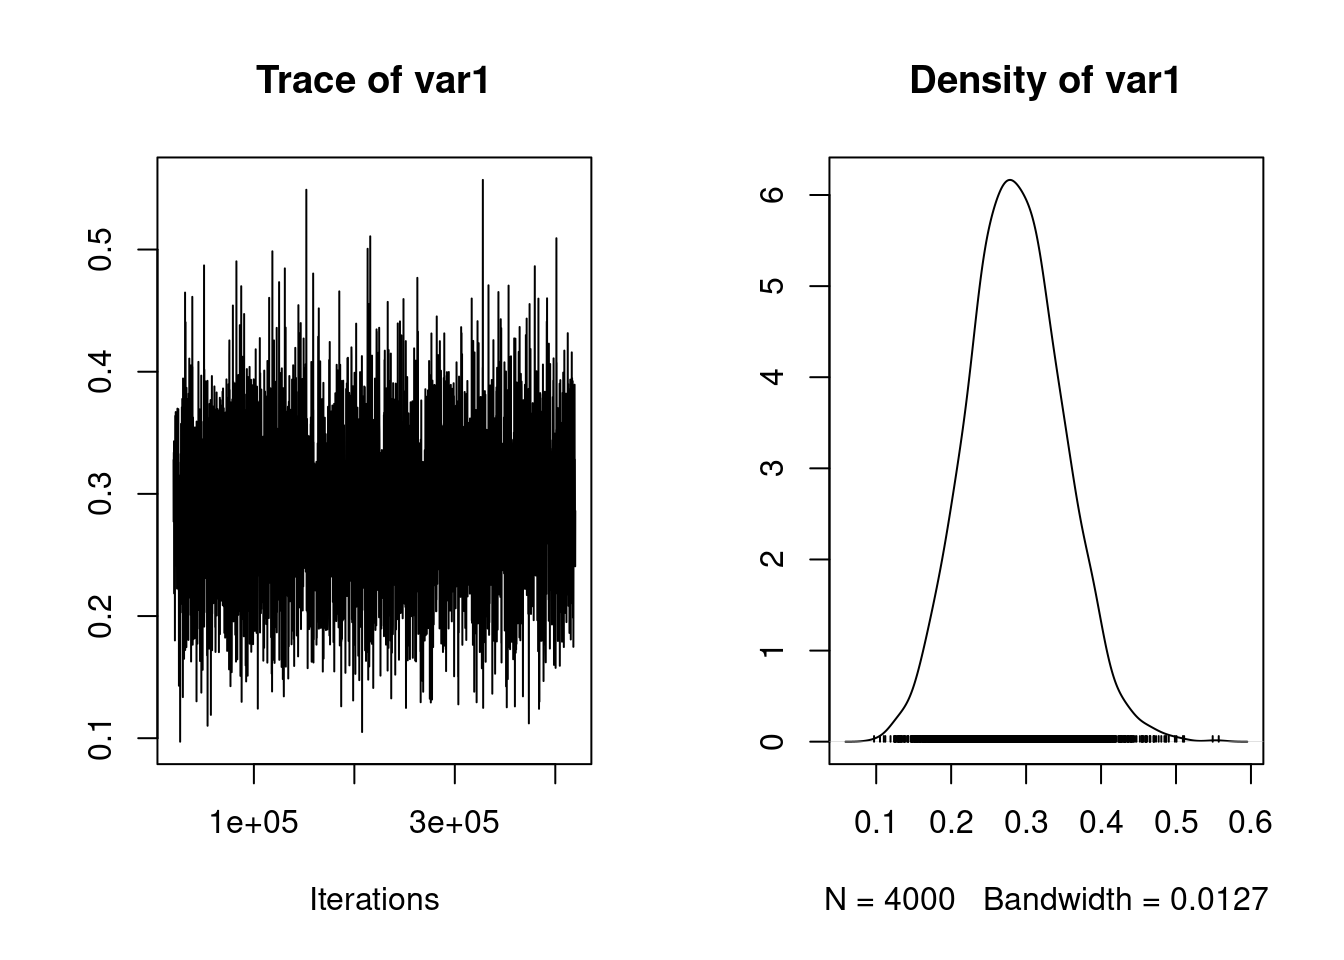 Trace of var1
0.5
0.4
0.3
0.2
0.1
1e+05 3e+05
Iterations
Density of var1
6
5
4
3
2
1
0
0.1 0.2 0.3 0.4 0.5 0.6
N = 4000 Bandwidth = 0.0127